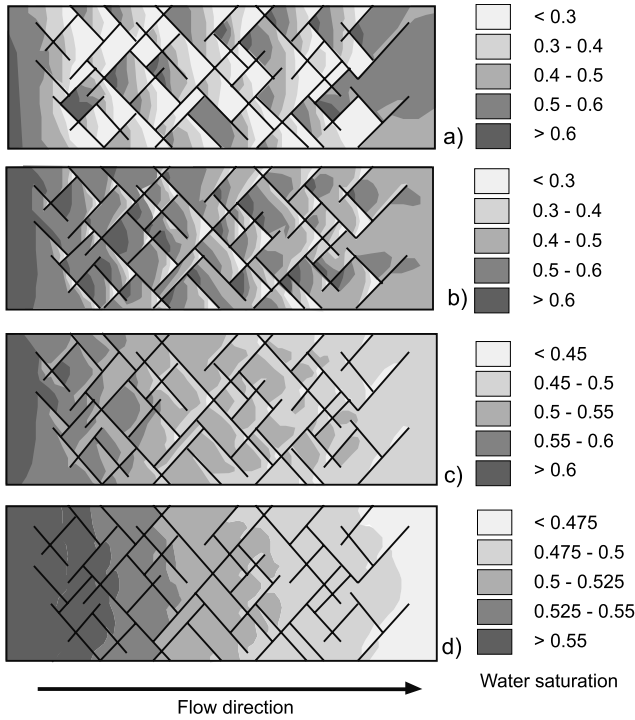 < 0.3
0.3 - 0.4
0.4 - 0.5
0.5 - 0.6
> 0.6
a)
< 0.3
0.3 - 0.4
0.4 - 0.5
0.5 - 0.6
> 0.6
b)
< 0.45
0.45 - 0.5
0.5 - 0.55
0.55 - 0.6
> 0.6
c)
< 0.475
0.475 - 0.5
0.5 - 0.525
0.525 - 0.55
> 0.55
d)
Water saturation
Flow direction